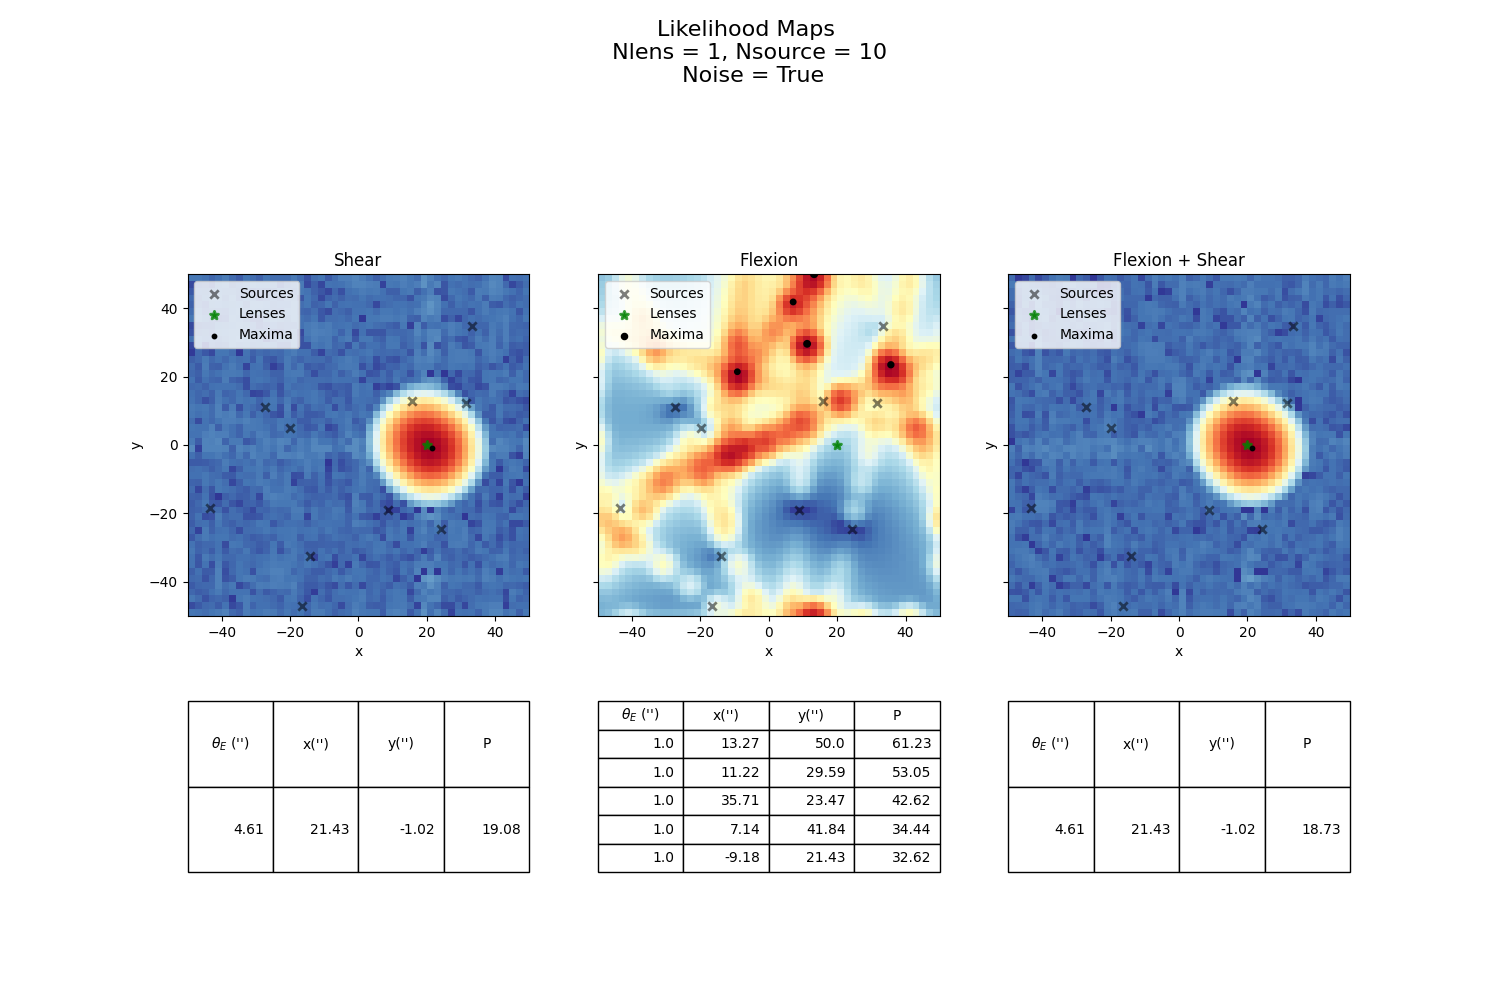 Likelihood Maps
Nlens = 1, Nsource = 10
Noise = True
Shear
Sources
Lenses
Maxima
40
20
0
−20
−40
y
−40 −20 0 20 40
x
Flexion
Sources
Lenses
Maxima
y
−40 −20 0 20 40
x
Flexion + Shear
Sources
Lenses
Maxima
y
−40 −20 0 20 40
x
θE ('') x('') y('') P
4.61 21.43 -1.02 19.08
θE ('') x('') y('') P
1.0 13.27 50.0 61.23
1.0 11.22 29.59 53.05
1.0 35.71 23.47 42.62
1.0 7.14 41.84 34.44
1.0 -9.18 21.43 32.62
θE ('') x('') y('') P
4.61 21.43 -1.02 18.73